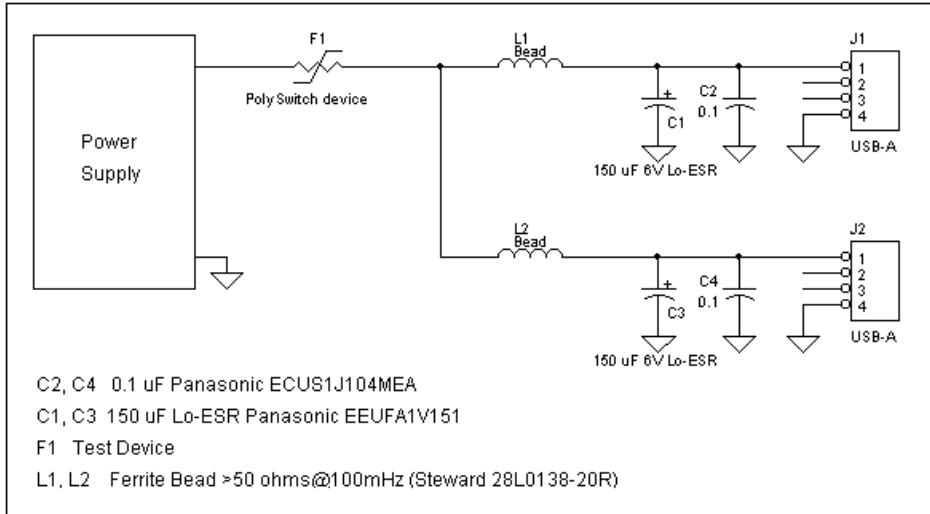 F1
Poly Switch device
Power
Supply
L1
Bead
+
C1
C2
0.1
150 uF 6V Lo-ESR
J1
1
2
3
4
USB-A
L2
Bead
+
C3
C4
0.1
150 uF 6V Lo-ESR
J2
1
2
3
4
USB-A
C2, C4 0.1 uF Panasonic ECUS1J104MEA
C1, C3 150 uF Lo-ESR Panasonic EEUFA1V151
F1 Test Device
L1, L2 Ferrite Bead >50 ohms@100mHz (Steward 28L0138-20R)